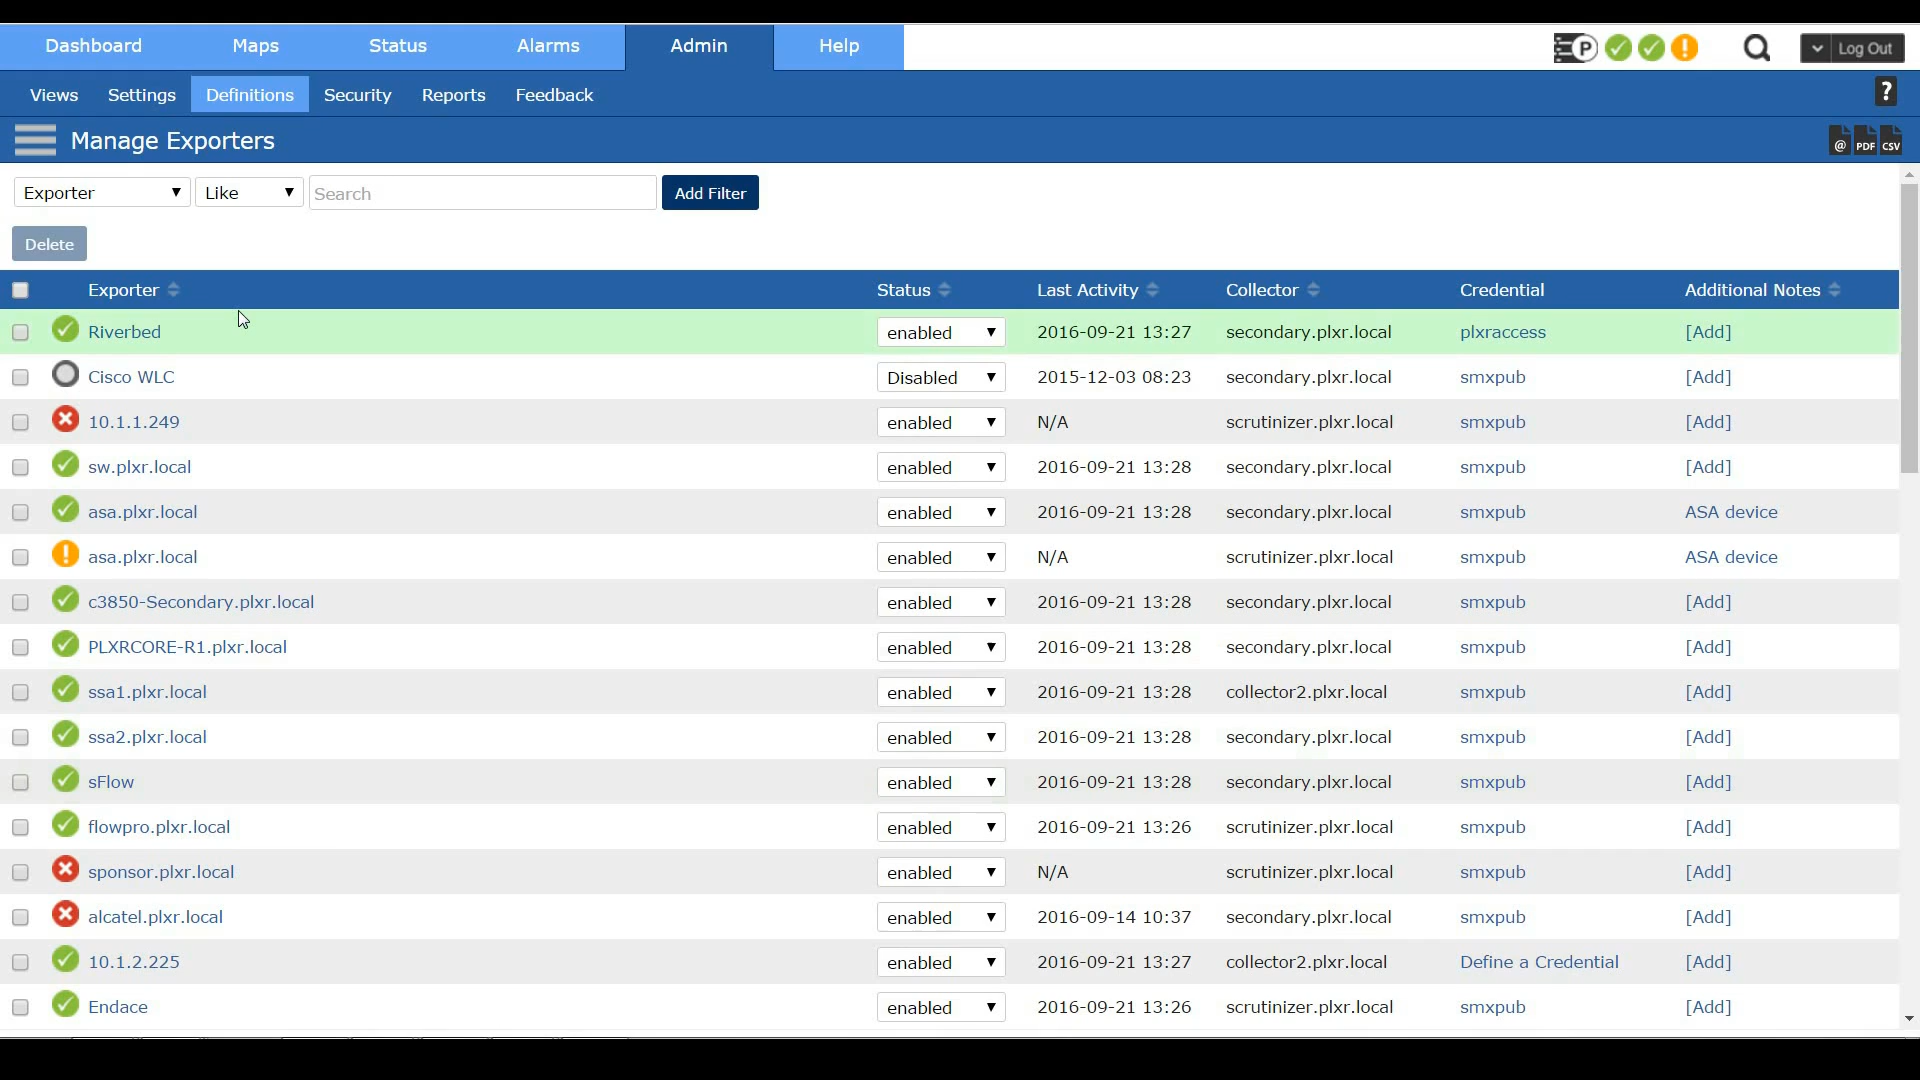 Dashboard Maps Status Alarms Admin Help P Log Out
Views Settings Definitions Security Reports Feedback ?
Manage Exporters @ PDF CSV
Exporter Like Search Add Filter
Delete
Exporter Status Last Activity Collector Credential Additional Notes
Riverbed enabled 2016-09-21 13:27 secondary.plxr.local plxraccess [Add]
Cisco WLC Disabled 2015-12-03 08:23 secondary.plxr.local smxpub [Add]
10.1.1.249 enabled N/A scrutinizer.plxr.local smxpub [Add]
sw.plxr.local enabled 2016-09-21 13:28 secondary.plxr.local smxpub [Add]
asa.plxr.local enabled 2016-09-21 13:28 secondary.plxr.local smxpub ASA device
asa.plxr.local enabled N/A scrutinizer.plxr.local smxpub ASA device
c3850-Secondary.plxr.local enabled 2016-09-21 13:28 secondary.plxr.local smxpub [Add]
PLXRCORE-R1.plxr.local enabled 2016-09-21 13:28 secondary.plxr.local smxpub [Add]
ssa1.plxr.local enabled 2016-09-21 13:28 collector2.plxr.local smxpub [Add]
ssa2.plxr.local enabled 2016-09-21 13:28 secondary.plxr.local smxpub [Add]
sFlow enabled 2016-09-21 13:28 secondary.plxr.local smxpub [Add]
flowpro.plxr.local enabled 2016-09-21 13:26 scrutinizer.plxr.local smxpub [Add]
sponsor.plxr.local enabled N/A scrutinizer.plxr.local smxpub [Add]
alcatel.plxr.local enabled 2016-09-14 10:37 secondary.plxr.local smxpub [Add]
10.1.2.225 enabled 2016-09-21 13:27 collector2.plxr.local Define a Credential [Add]
Endace enabled 2016-09-21 13:26 scrutinizer.plxr.local smxpub [Add]